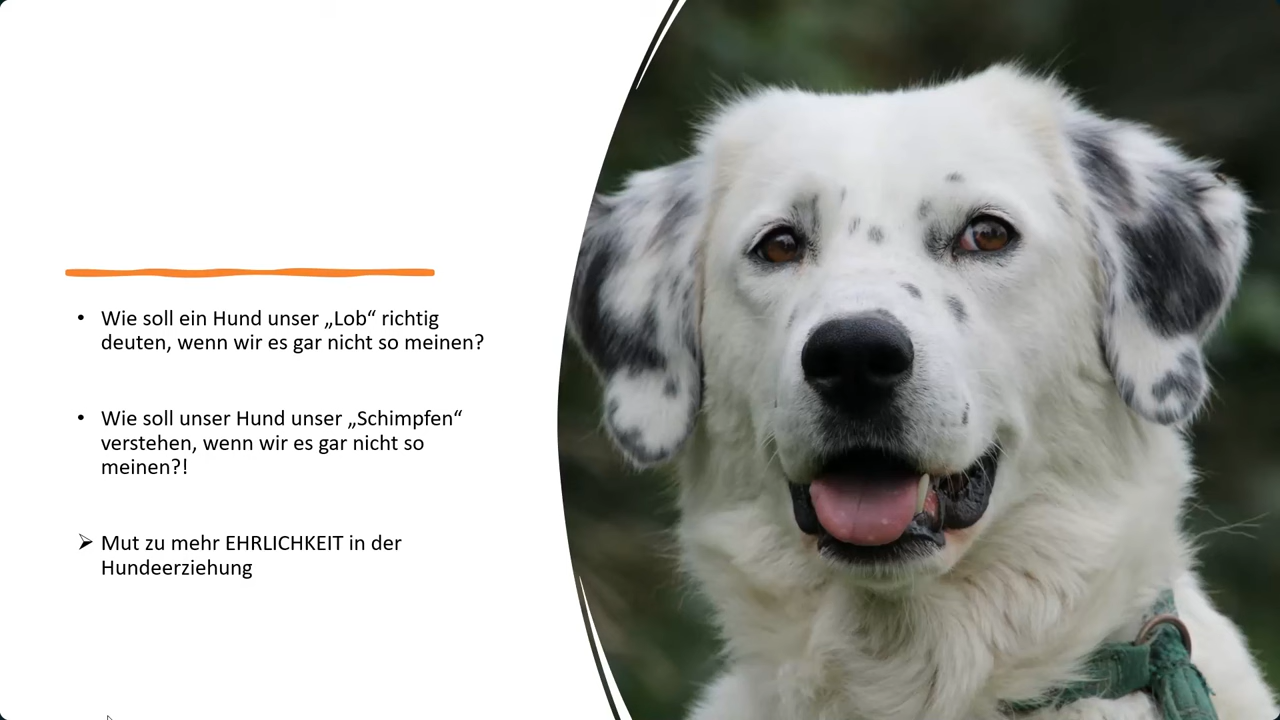 • Wie soll ein Hund unser „Lob“ richtig
deuten, wenn wir es gar nicht so meinen?
• Wie soll unser Hund unser „Schimpfen“
verstehen, wenn wir es gar nicht so
meinen?!
➢ Mut zu mehr EHRLICHKEIT in der
Hundeerziehung